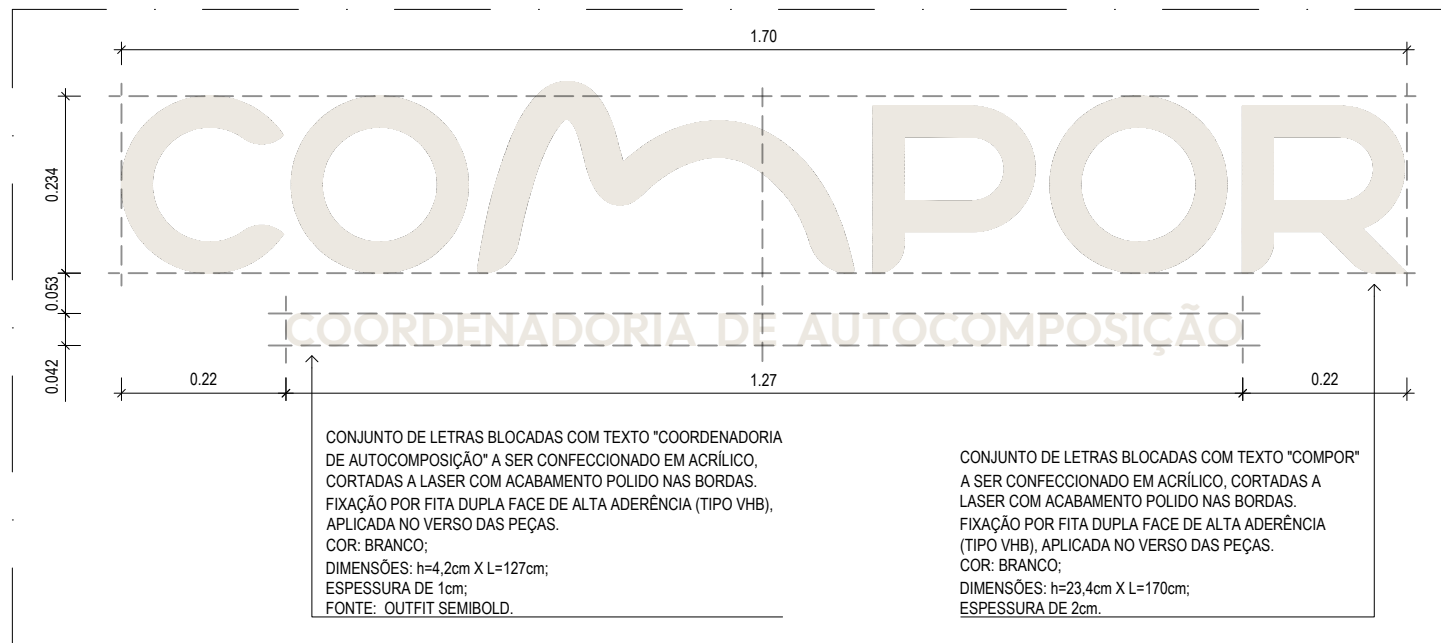 1.70
COMPOR
0.234
0.053
COORDENADORIA DE AUTOCOMPOSIÇÃO
0.042
0.22
1.27
0.22
CONJUNTO DE LETRAS BLOCADAS COM TEXTO "COORDENADORIA
DE AUTOCOMPOSIÇÃO" A SER CONFECCIONADO EM ACRÍLICO,
CORTADAS A LASER COM ACABAMENTO POLIDO NAS BORDAS.
FIXAÇÃO POR FITA DUPLA FACE DE ALTA ADERÊNCIA (TIPO VHB),
APLICADA NO VERSO DAS PEÇAS.
COR: BRANCO;
DIMENSÕES: h=4,2cm X L=127cm;
ESPESSURA DE 1cm;
FONTE: OUTFIT SEMIBOLD.
CONJUNTO DE LETRAS BLOCADAS COM TEXTO "COMPOR"
A SER CONFECCIONADO EM ACRÍLICO, CORTADAS A
LASER COM ACABAMENTO POLIDO NAS BORDAS.
FIXAÇÃO POR FITA DUPLA FACE DE ALTA ADERÊNCIA
(TIPO VHB), APLICADA NO VERSO DAS PEÇAS.
COR: BRANCO;
DIMENSÕES: h=23,4cm X L=170cm;
ESPESSURA DE 2cm.